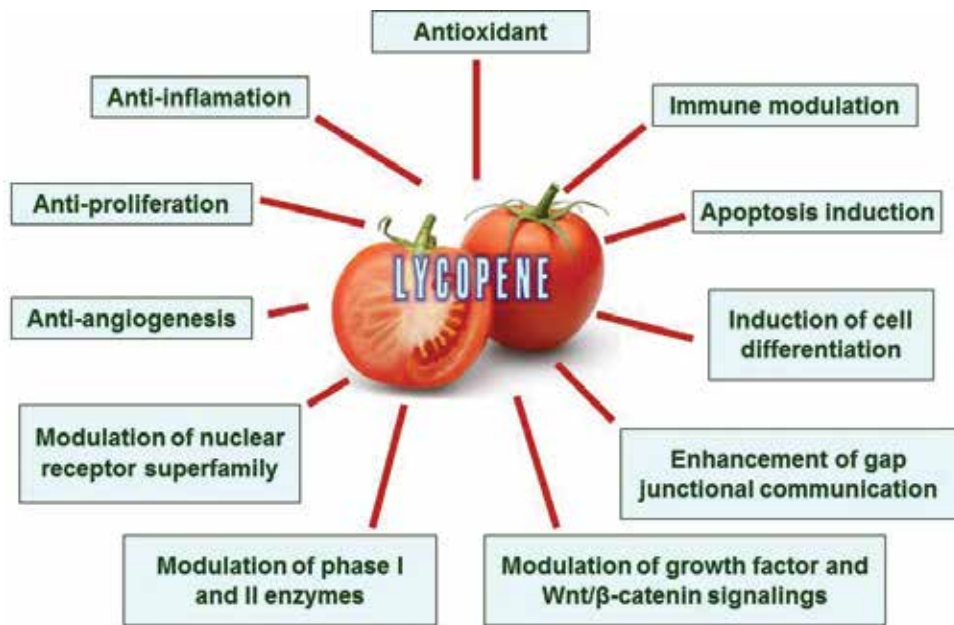 Antioxidant
Anti-inflamation
Immune modulation
Anti-proliferation
Apoptosis induction
LYCOPENE
Anti-angiogenesis
Induction of cell
differentiation
Modulation of nuclear
receptor superfamily
Enhancement of gap
junctional communication
Modulation of phase I
and II enzymes
Modulation of growth factor and
Wnt/β-catenin signalings